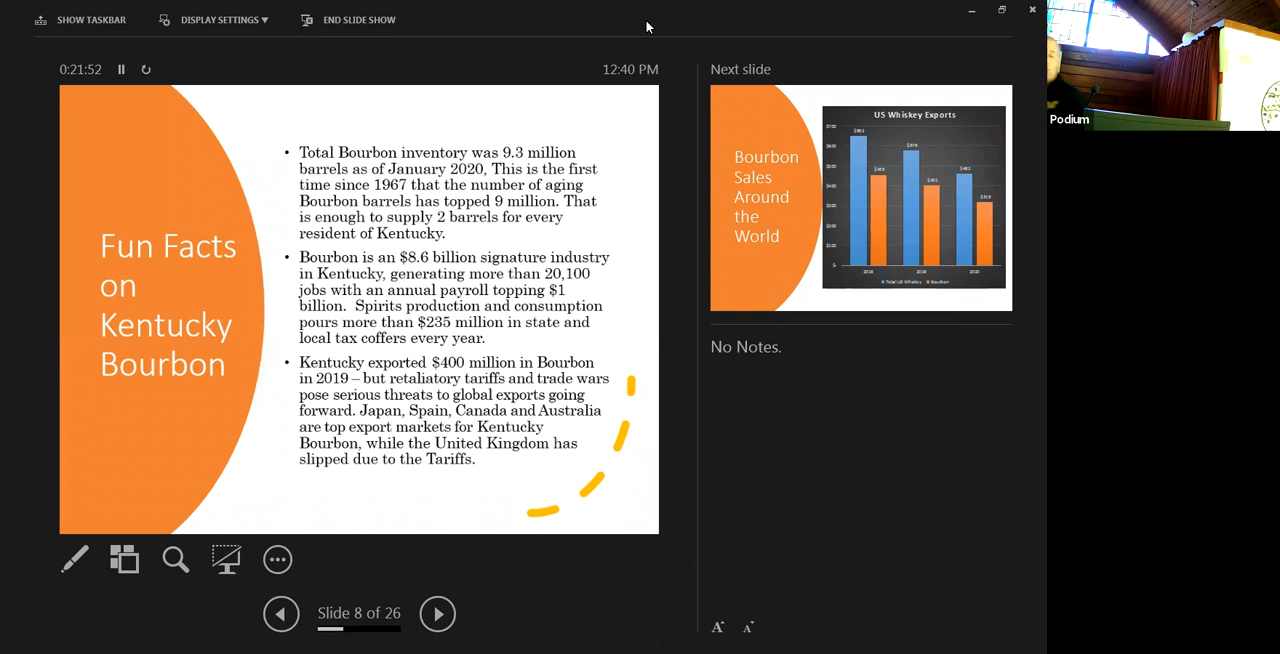 SHOW TASKBAR
DISPLAY SETTINGS ▼
END SLIDE SHOW
0:21:52
12:40 PM
Fun Facts
on
Kentucky
Bourbon
• Total Bourbon inventory was 9.3 million
barrels as of January 2020, This is the first
time since 1967 that the number of aging
Bourbon barrels has topped 9 million. That
is enough to supply 2 barrels for every
resident of Kentucky.
• Bourbon is an $8.6 billion signature industry
in Kentucky, generating more than 20,100
jobs with an annual payroll topping $1
billion. Spirits production and consumption
pours more than $235 million in state and
local tax coffers every year.
• Kentucky exported $400 million in Bourbon
in 2019 – but retaliatory tariffs and trade wars
pose serious threats to global exports going
forward. Japan, Spain, Canada and Australia
are top export markets for Kentucky
Bourbon, while the United Kingdom has
slipped due to the Tariffs.
Slide 8 of 26
Next slide
Bourbon
Sales
Around
the
World
US Whiskey Exports
Total US Whiskey
Bourbon
No Notes.
A A
Podium